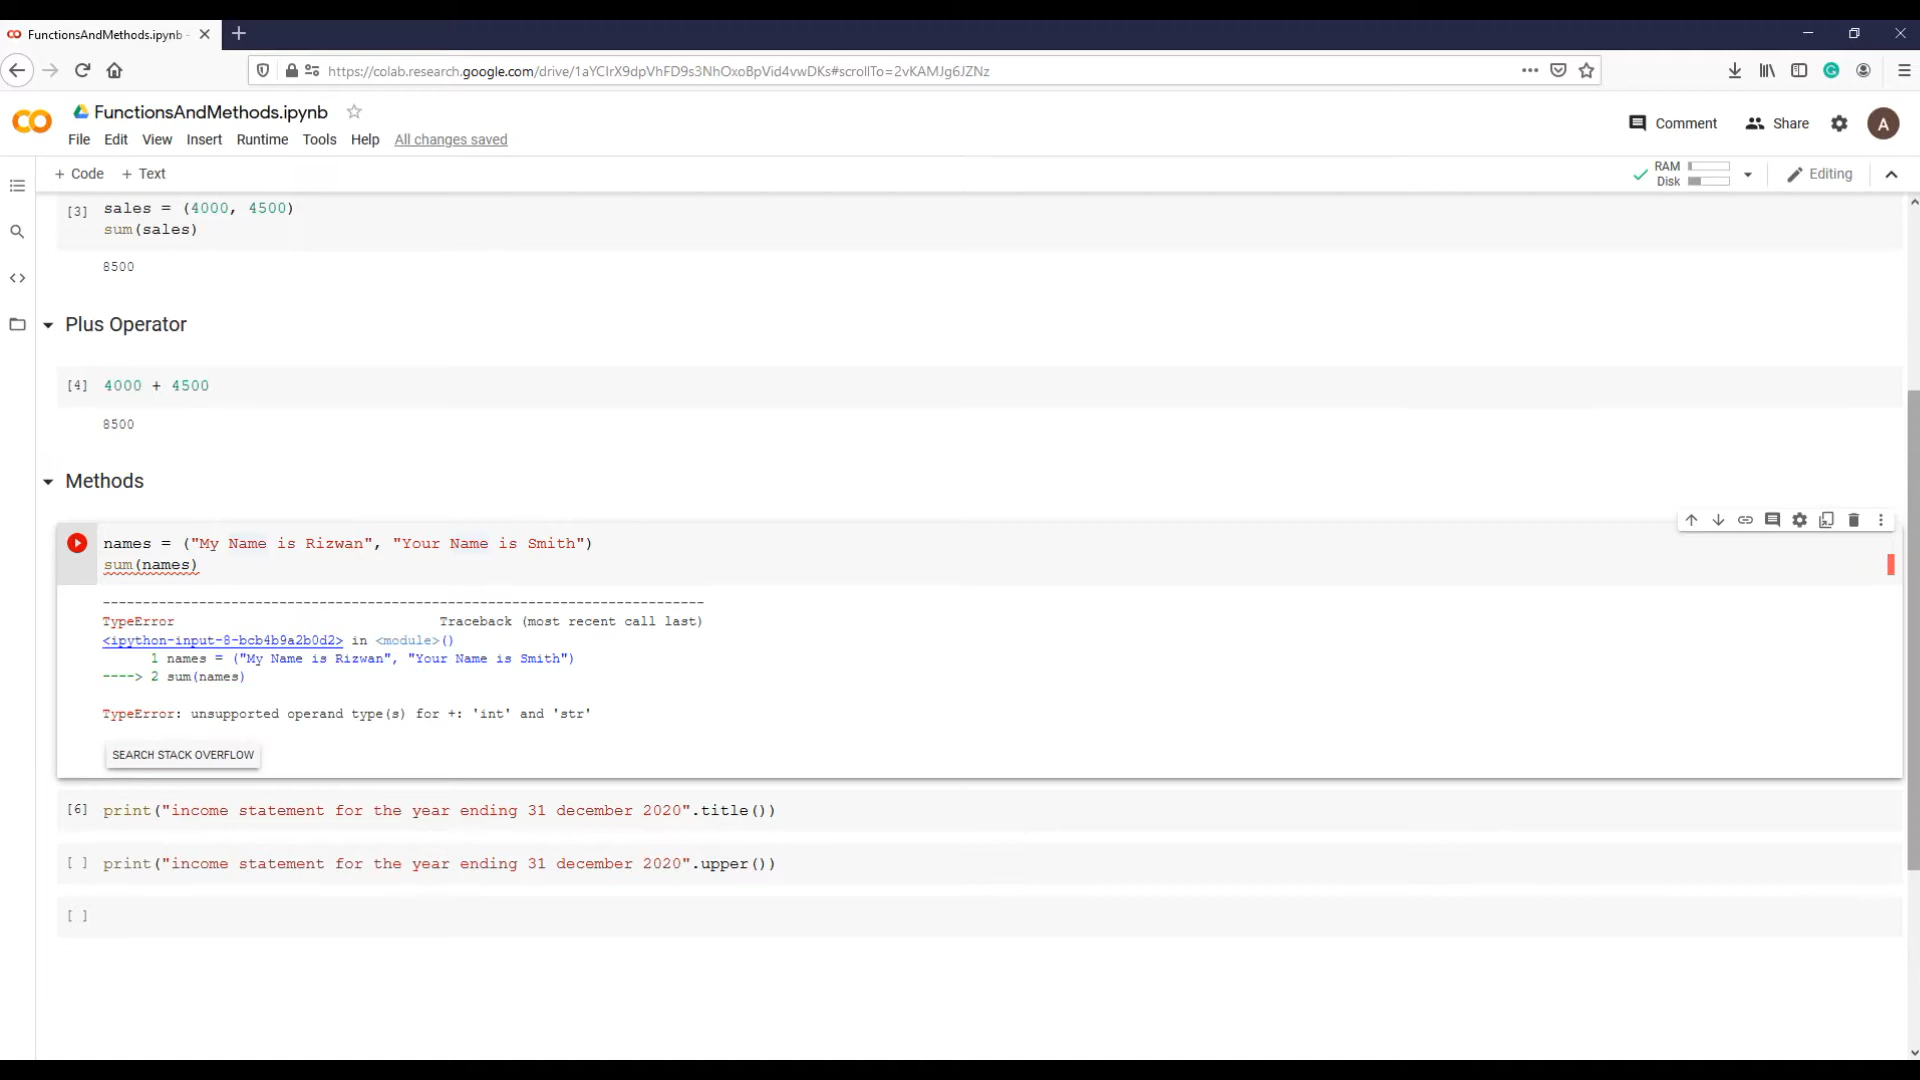 FunctionsAndMethods.ipynb -
https://colab.research.google.com/drive/1aYCIrX9dpVhFD9s3NhOxoBpVid4vwDKs#scrollTo=2vKAMJg6JZNz
FunctionsAndMethods.ipynb
File Edit View Insert Runtime Tools Help All changes saved
Comment Share A
+ Code + Text
RAM
Disk
Editing
[3] sales = (4000, 4500)
sum(sales)
8500
Plus Operator
[4] 4000 + 4500
8500
Methods
names = ("My Name is Rizwan", "Your Name is Smith")
sum(names)
---------------------------------------------------------------------------
TypeError Traceback (most recent call last)
<ipython-input-8-bcb4b9a2b0d2> in <module>()
1 names = ("My Name is Rizwan", "Your Name is Smith")
----> 2 sum(names)
TypeError: unsupported operand type(s) for +: 'int' and 'str'
SEARCH STACK OVERFLOW
[6] print("income statement for the year ending 31 december 2020".title())
[ ] print("income statement for the year ending 31 december 2020".upper())
[ ]